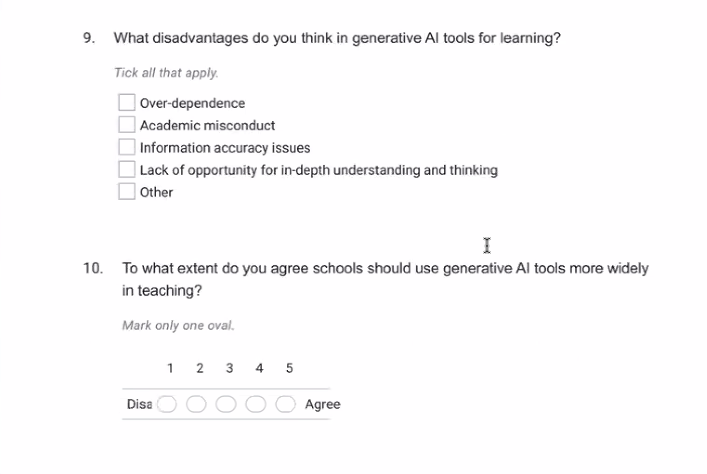 9. What disadvantages do you think in generative AI tools for learning?
Tick all that apply.
Over-dependence
Academic misconduct
Information accuracy issues
Lack of opportunity for in-depth understanding and thinking
Other
10. To what extent do you agree schools should use generative AI tools more widely
in teaching?
Mark only one oval.
1 2 3 4 5
Disa Agree